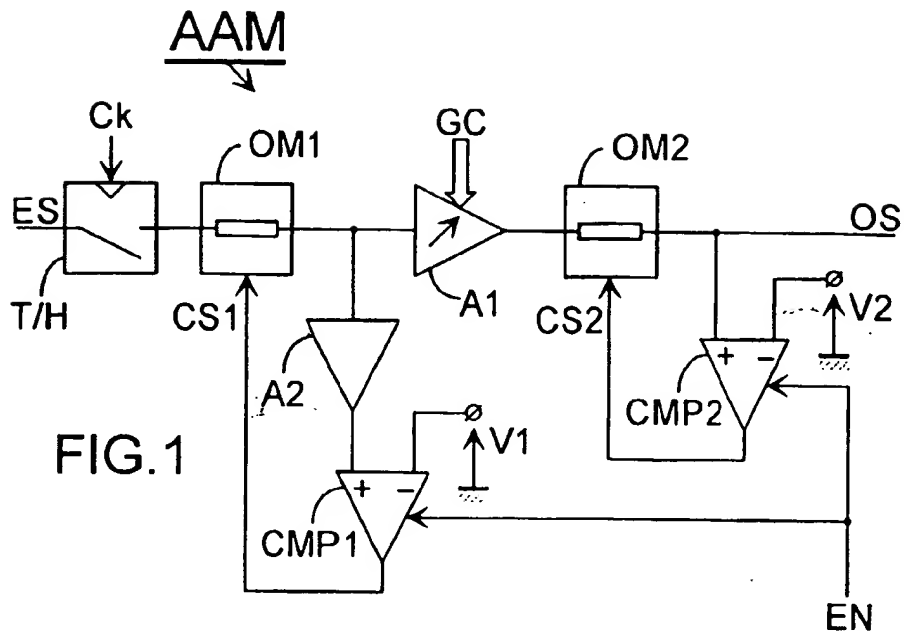 AAM
Ck
OM1
GC
OM2
ES
OS
T/H
CS1
A1
CS2
V2
+ −
A2
CMP2
FIG.1
V1
+ −
CMP1
EN